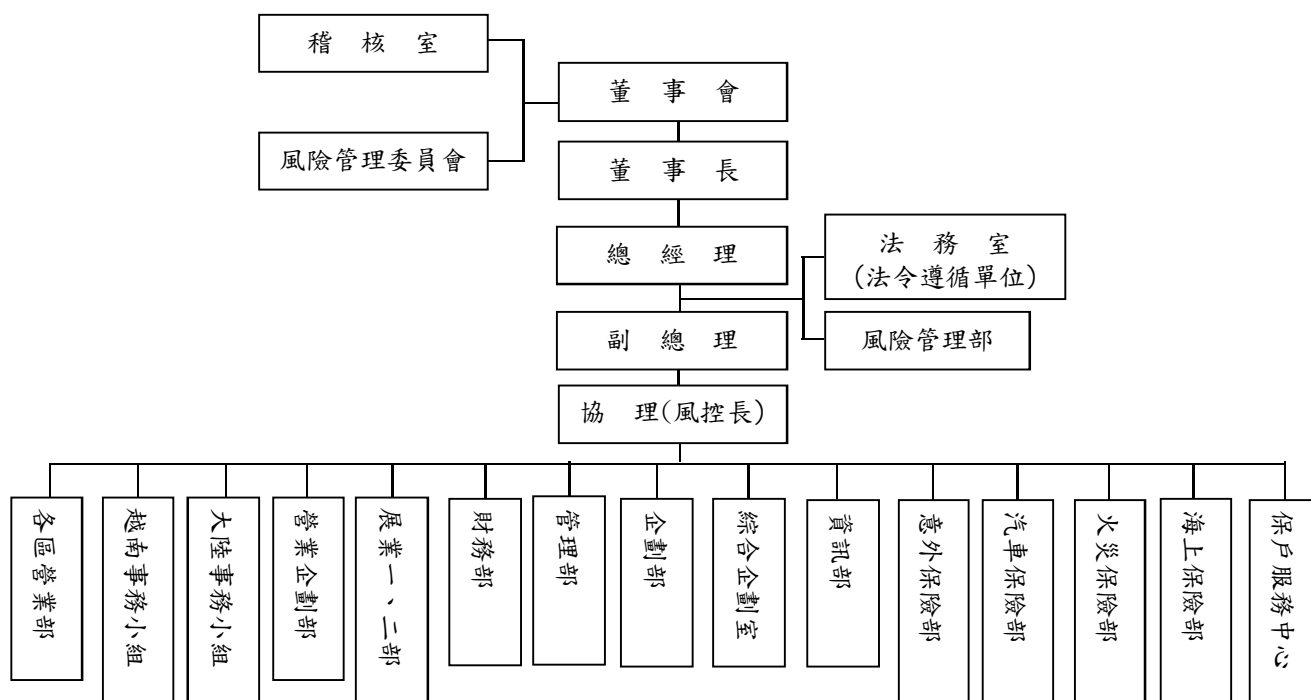 稽 核 室
董 事 會
風險管理委員會
董 事 長
總 經 理
法 務 室
(法令遵循單位)
副 總 理
風險管理部
協 理(風控長)
各區營業部
越南事務小組
大陸事務小組
營業企劃部
展業一、二部
財務部
管理部
企劃部
綜合企劃室
資訊部
意外保險部
汽車保險部
火災保險部
海上保險部
保戶服務中心